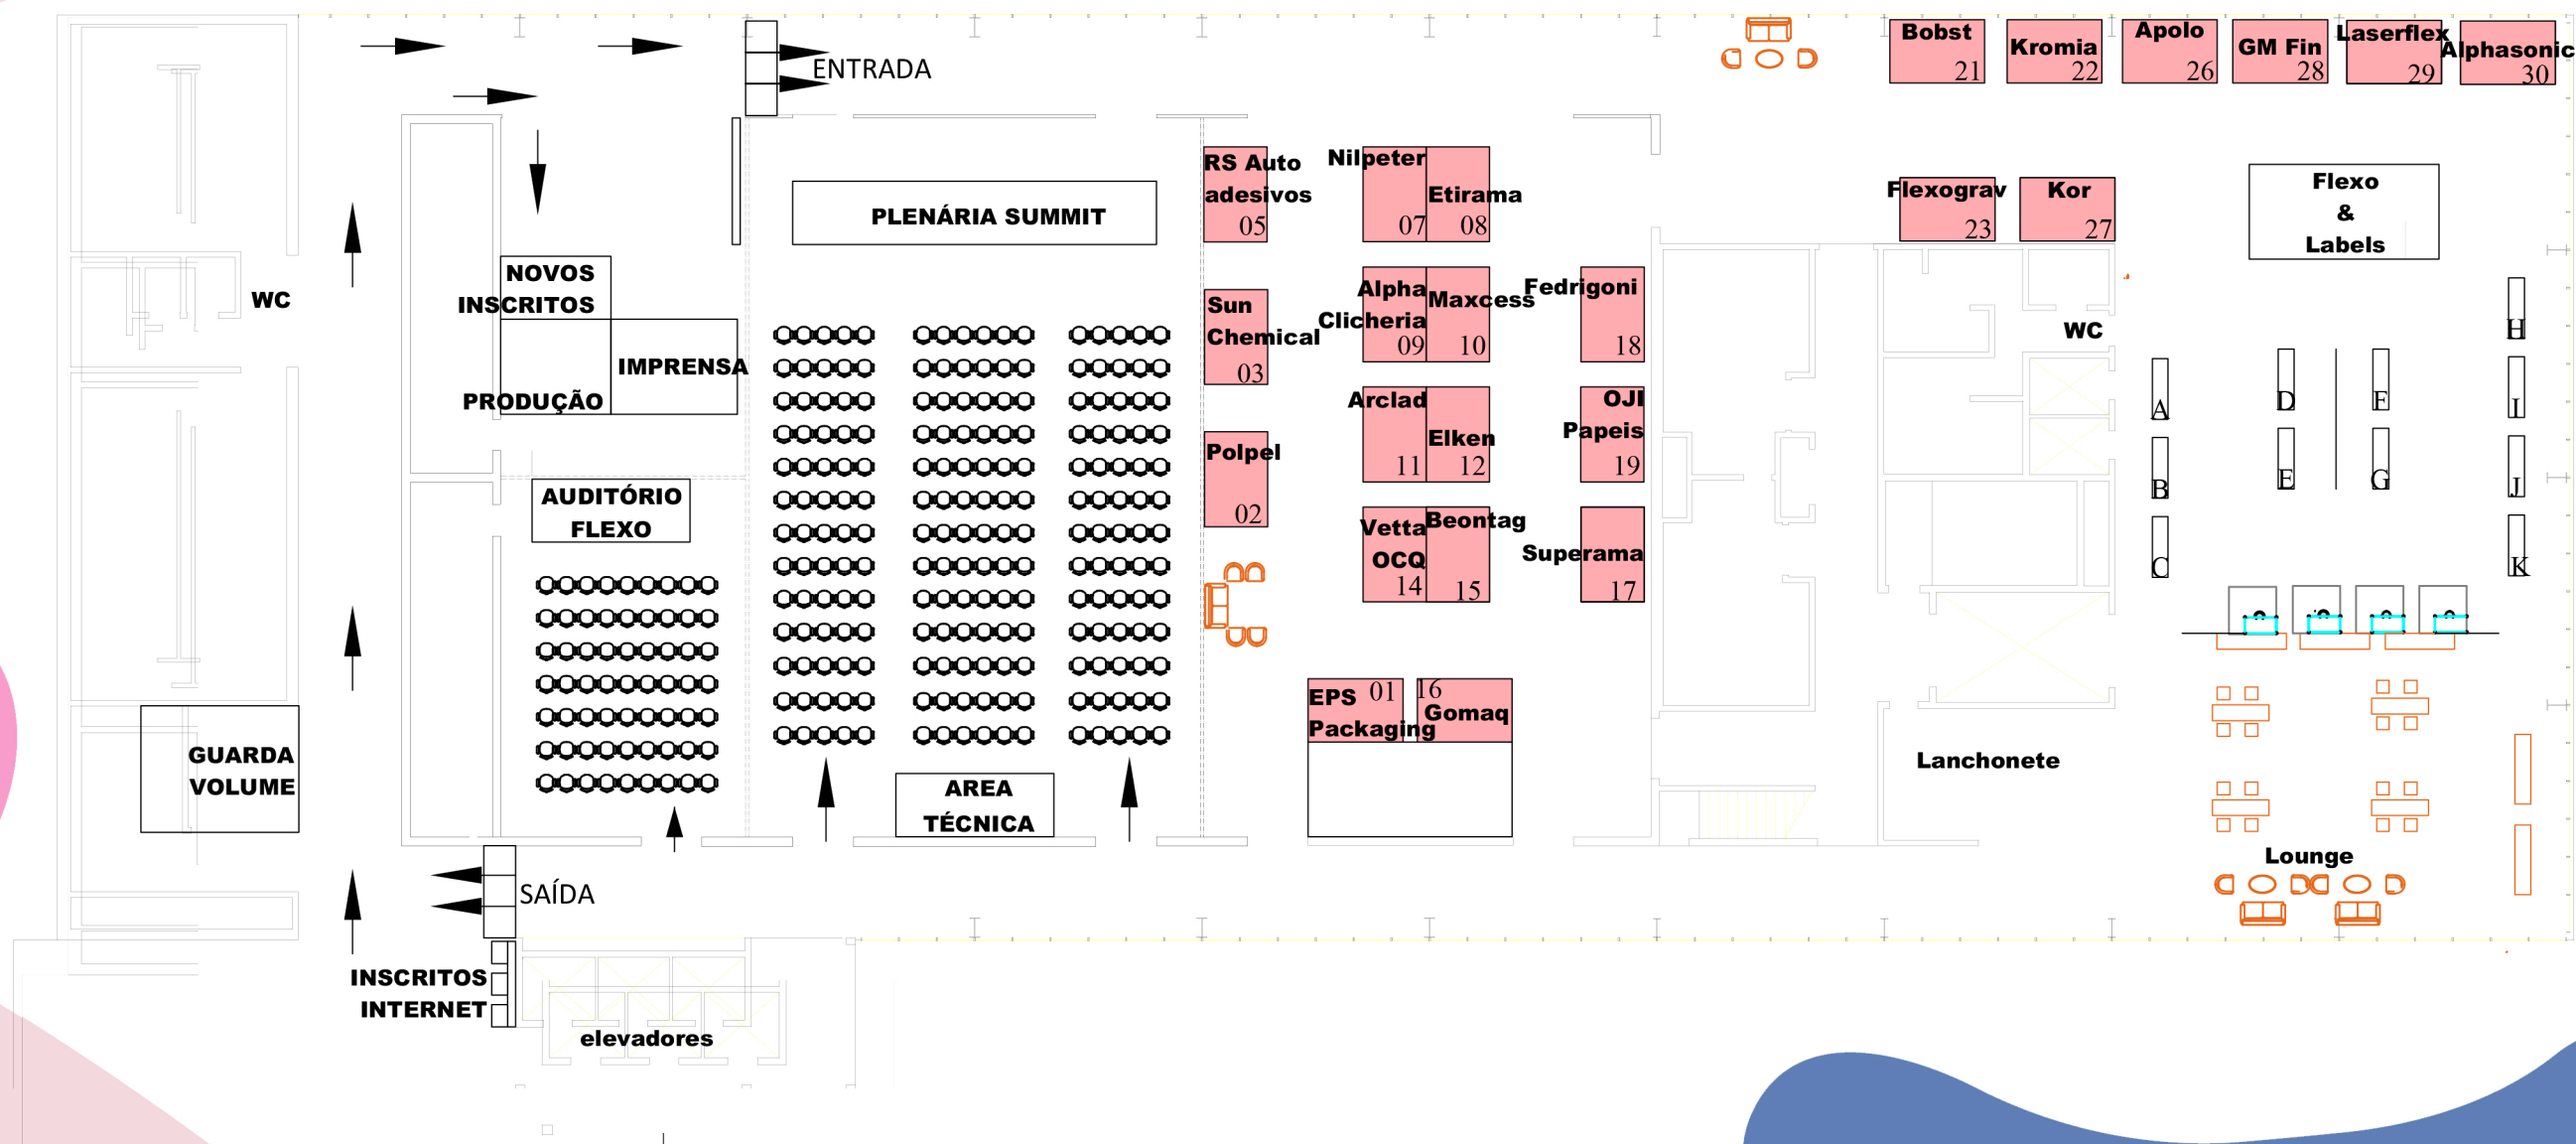 ENTRADA
Bobst
21
Kromia
22
Apolo
26
GM Fin
28
Laserflex
29
Alphasonic
30
RS Auto
adesivos
05
Nilpeter
07
Etirama
08
PLENÁRIA SUMMIT
Flexograv
23
Kor
27
Flexo
&
Labels
NOVOS
INSCRITOS
WC
IMPRENSA
PRODUÇÃO
Sun
Chemical
03
Alpha
Clicheria
09
Maxcess
10
Fedrigoni
18
WC
Polpel
02
Arclad
11
Elken
12
OJI
Papeis
19
A
B
C
D
E
F
G
H
I
J
K
AUDITÓRIO
FLEXO
Vetta
OCQ
14
Beontag
15
Superama
17
EPS
Packaging
01
16
Gomaq
GUARDA
VOLUME
AREA
TÉCNICA
Lanchonete
Lounge
SAÍDA
INSCRITOS
INTERNET
elevadores